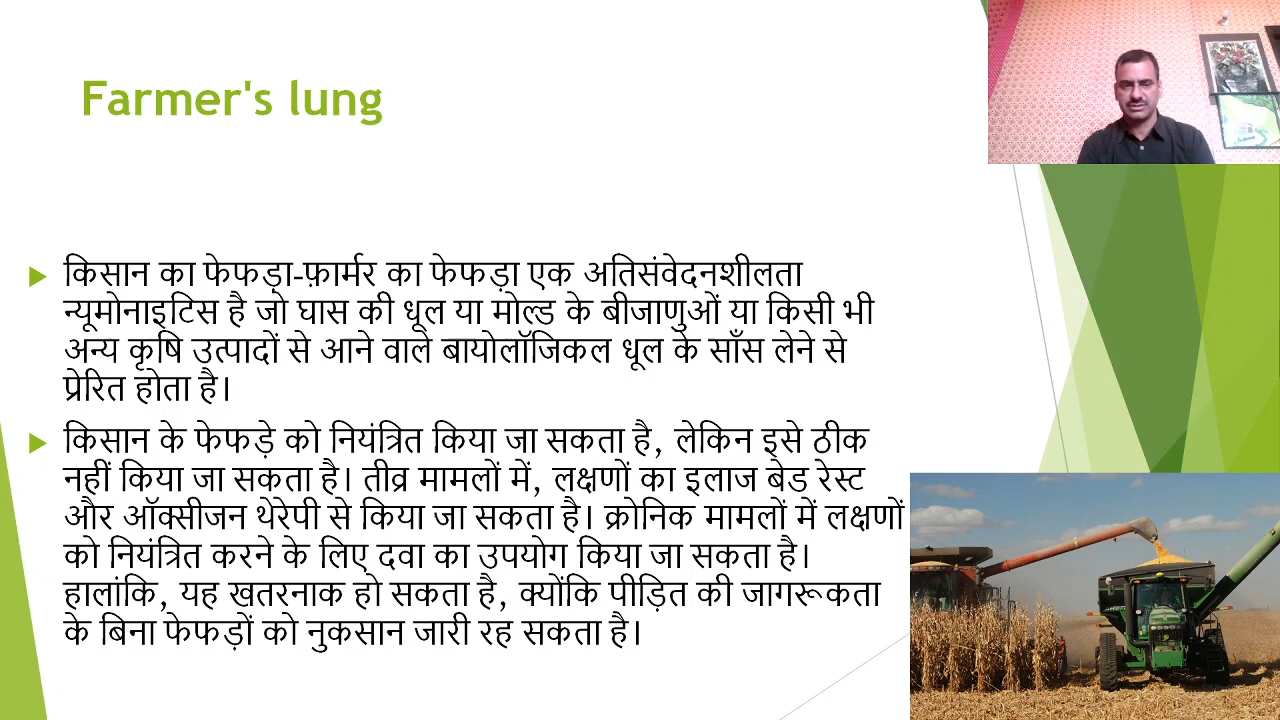 Farmer's lung
किसान का फेफड़ा-फ़ार्मर का फेफड़ा एक अतिसंवेदनशीलता
न्यूमोनाइटिस है जो घास की धूल या मोल्ड के बीजाणुओं या किसी भी
अन्य कृषि उत्पादों से आने वाले बायोलॉजिकल धूल के साँस लेने से
प्रेरित होता है।
किसान के फेफड़े को नियंत्रित किया जा सकता है, लेकिन इसे ठीक
नहीं किया जा सकता है। तीव्र मामलों में, लक्षणों का इलाज बेड रेस्ट
और ऑक्सीजन थेरेपी से किया जा सकता है। क्रोनिक मामलों में लक्षणों
को नियंत्रित करने के लिए दवा का उपयोग किया जा सकता है।
हालांकि, यह खतरनाक हो सकता है, क्योंकि पीड़ित की जागरूकता
के बिना फेफड़ों को नुकसान जारी रह सकता है।